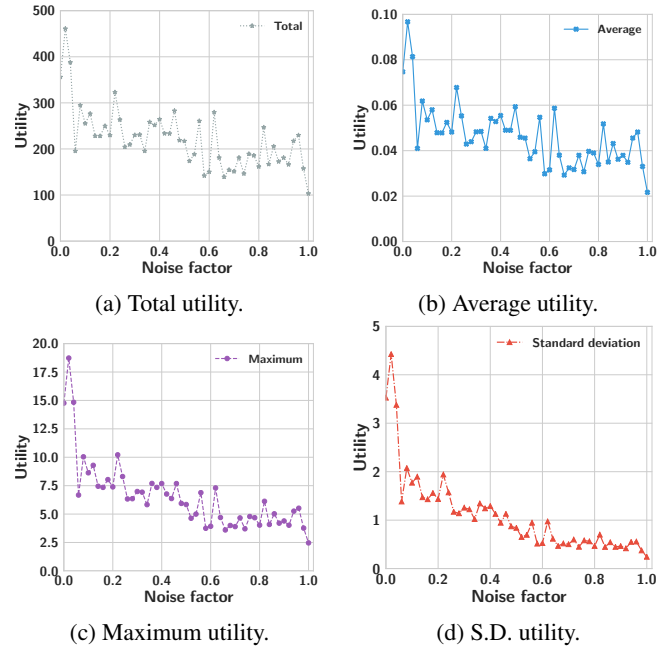 500
400
300
200
100
0
Utility
Total
0.0 0.2 0.4 0.6 0.8 1.0
Noise factor
(a) Total utility.
0.10
0.08
0.06
0.04
0.02
0.00
Utility
Average
0.0 0.2 0.4 0.6 0.8 1.0
Noise factor
(b) Average utility.
20.0
17.5
15.0
12.5
10.0
7.5
5.0
2.5
0.0
Utility
Maximum
0.0 0.2 0.4 0.6 0.8 1.0
Noise factor
(c) Maximum utility.
5
4
3
2
1
0
Utility
Standard deviation
0.0 0.2 0.4 0.6 0.8 1.0
Noise factor
(d) S.D. utility.